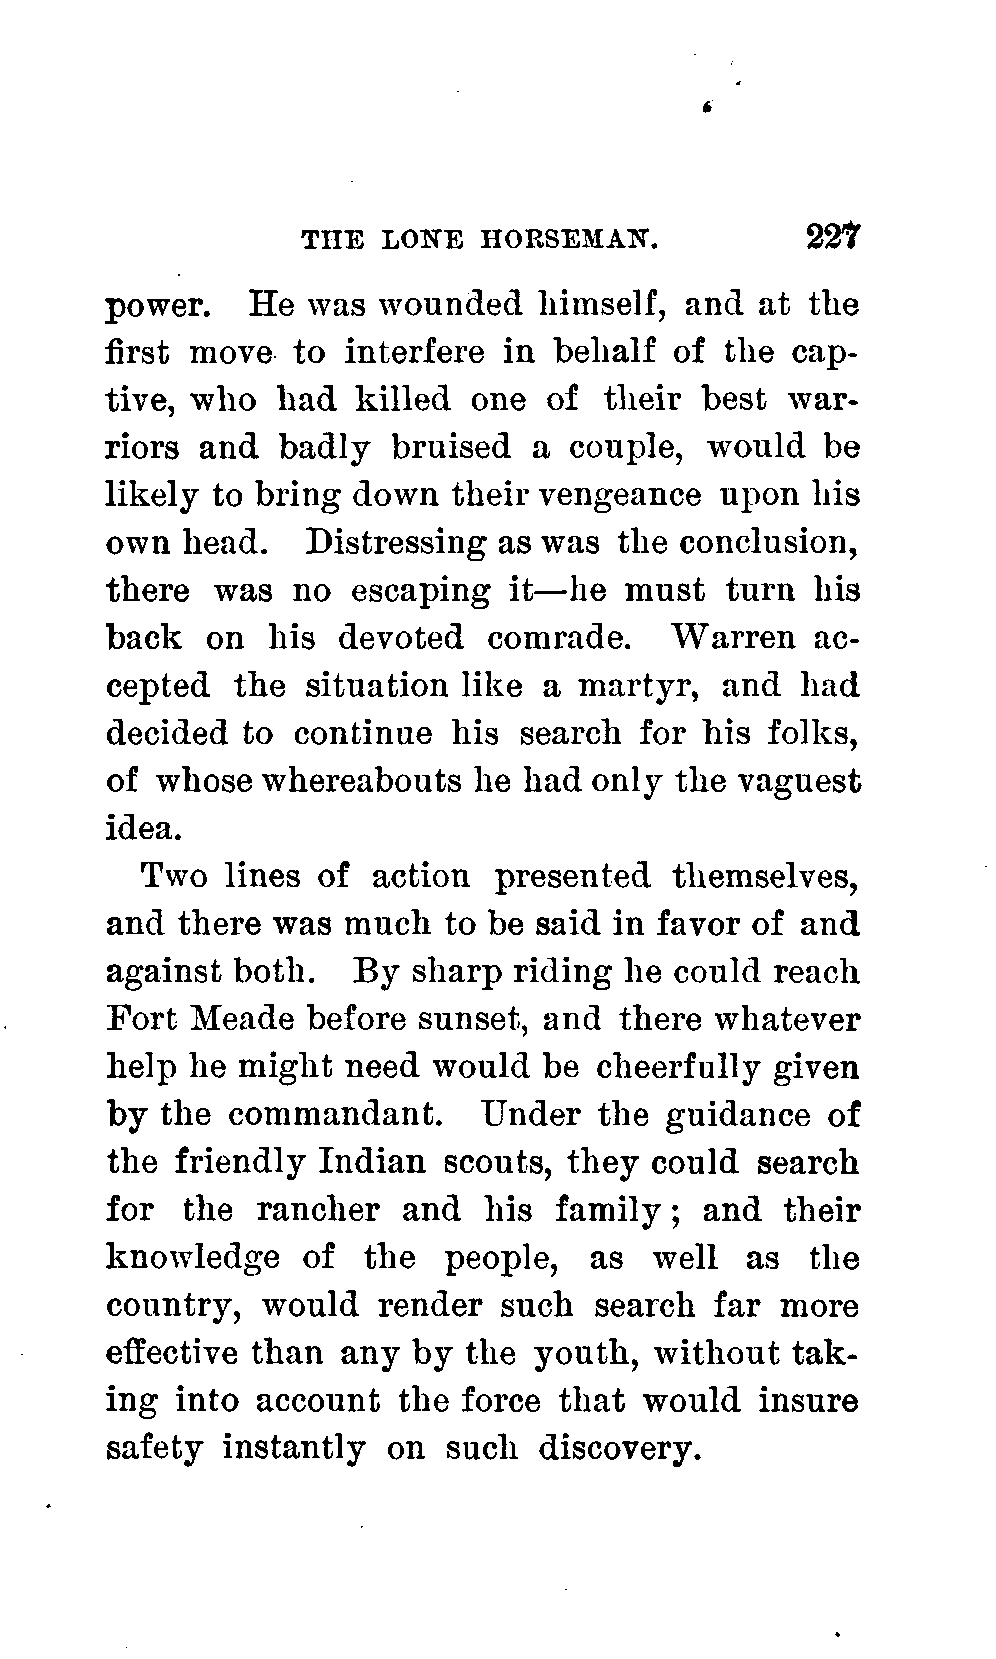 THE LONE HORSEMAN. 227
power. He was wounded himself, and at the
first move to interfere in behalf of the cap-
tive, who had killed one of their best war-
riors and badly bruised a couple, would be
likely to bring down their vengeance upon his
own head. Distressing as was the conclusion,
there was no escaping it—he must turn his
back on his devoted comrade. Warren ac-
cepted the situation like a martyr, and had
decided to continue his search for his folks,
of whose whereabouts he had only the vaguest
idea.
Two lines of action presented themselves,
and there was much to be said in favor of and
against both. By sharp riding he could reach
Fort Meade before sunset, and there whatever
help he might need would be cheerfully given
by the commandant. Under the guidance of
the friendly Indian scouts, they could search
for the rancher and his family; and their
knowledge of the people, as well as the
country, would render such search far more
effective than any by the youth, without tak-
ing into account the force that would insure
safety instantly on such discovery.